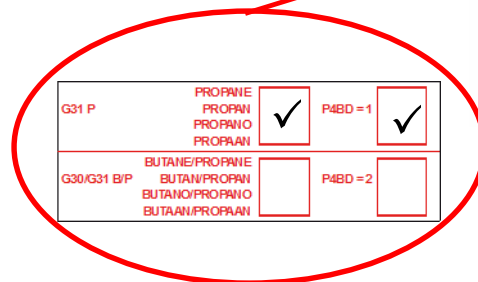 PROPANE
G31 P PROPAN ✓ P4BD = 1 ✓
PROPANO
PROPAAN
BUTANE/PROPANE
G30/G31 B/P BUTAN/PROPAN P4BD = 2
BUTANO/PROPANO
BUTAAN/PROPAAN